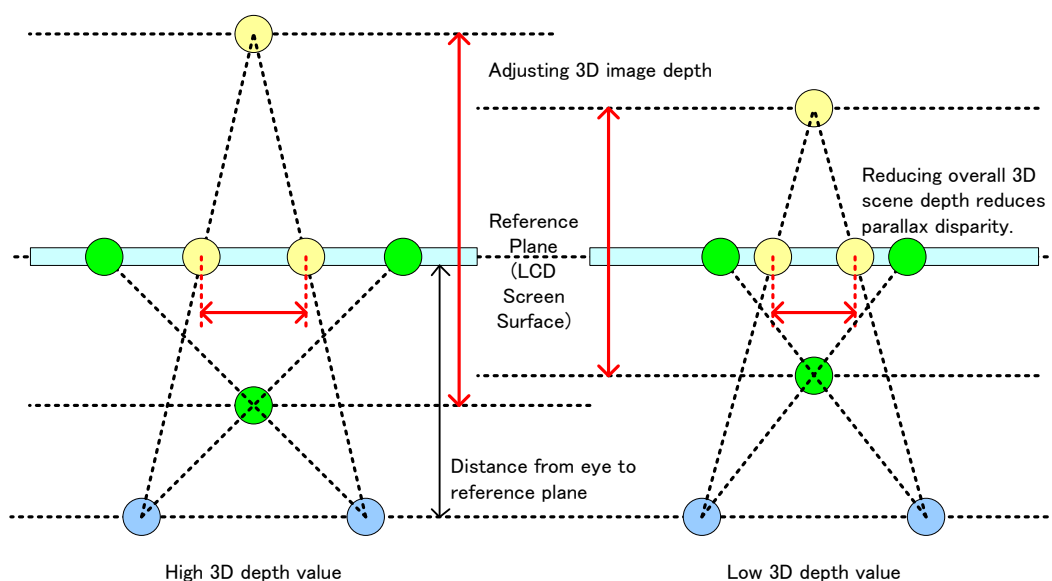 Adjusting 3D image depth
Reducing overall 3D
scene depth reduces
parallax disparity.
Reference
Plane
(LCD
Screen
Surface)
Distance from eye to
reference plane
High 3D depth value
Low 3D depth value